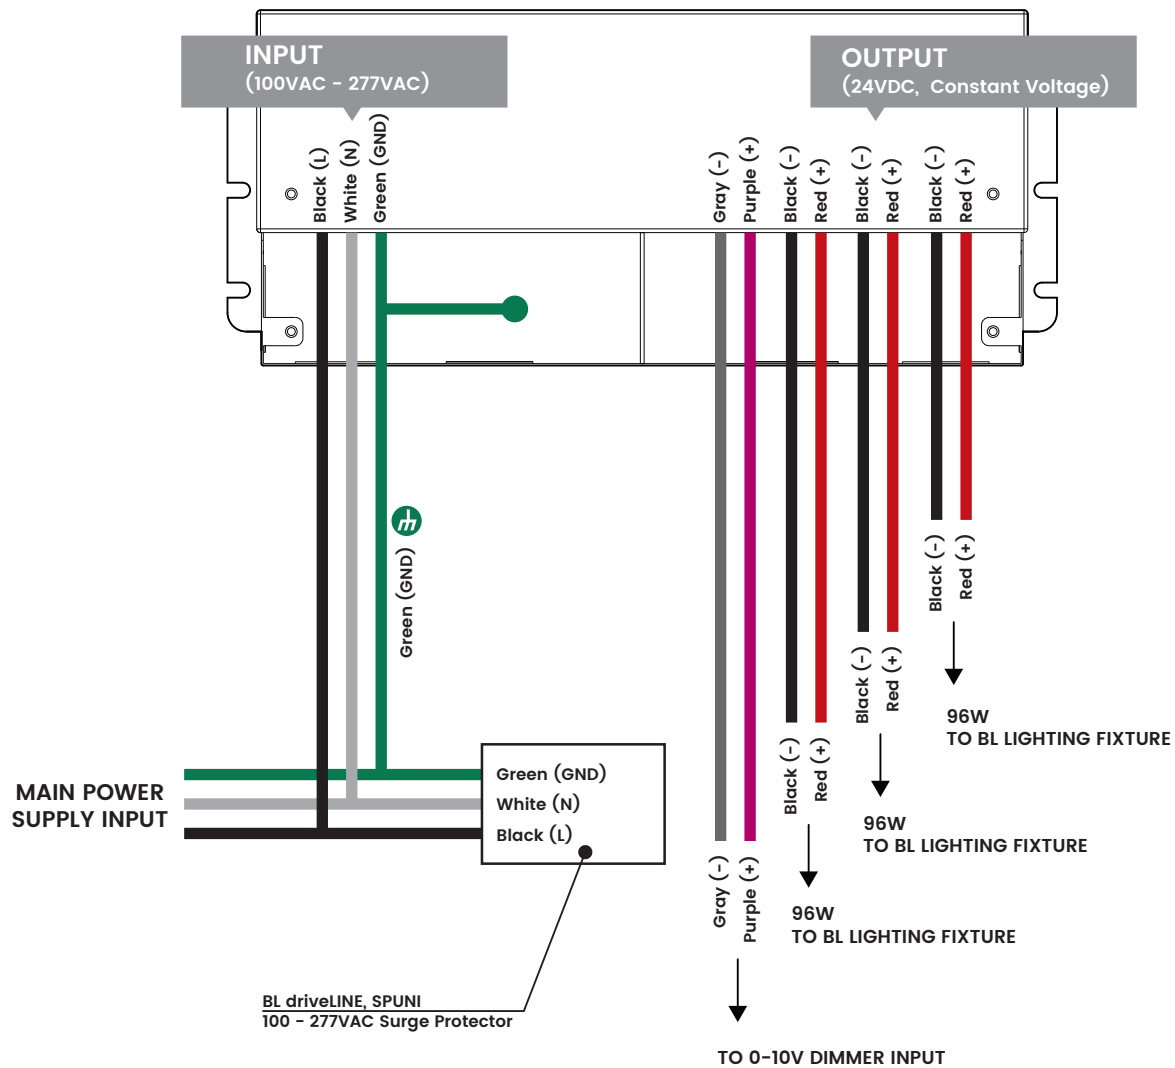 INPUT
(100VAC - 277VAC)
OUTPUT
(24VDC, Constant Voltage)
Black (L)
White (N)
Green (GND)
Gray (-)
Purple (+)
Black (-)
Red (+)
Black (-)
Red (+)
Black (-)
Red (+)
Green (GND)
Black (-)
Red (+)
96W
TO BL LIGHTING FIXTURE
Black (-)
Red (+)
96W
TO BL LIGHTING FIXTURE
Black (-)
Red (+)
96W
TO BL LIGHTING FIXTURE
Gray (-)
Purple (+)
TO 0-10V DIMMER INPUT
MAIN POWER
SUPPLY INPUT
Green (GND)
White (N)
Black (L)
BL driveLINE, SPUNI
100 - 277VAC Surge Protector